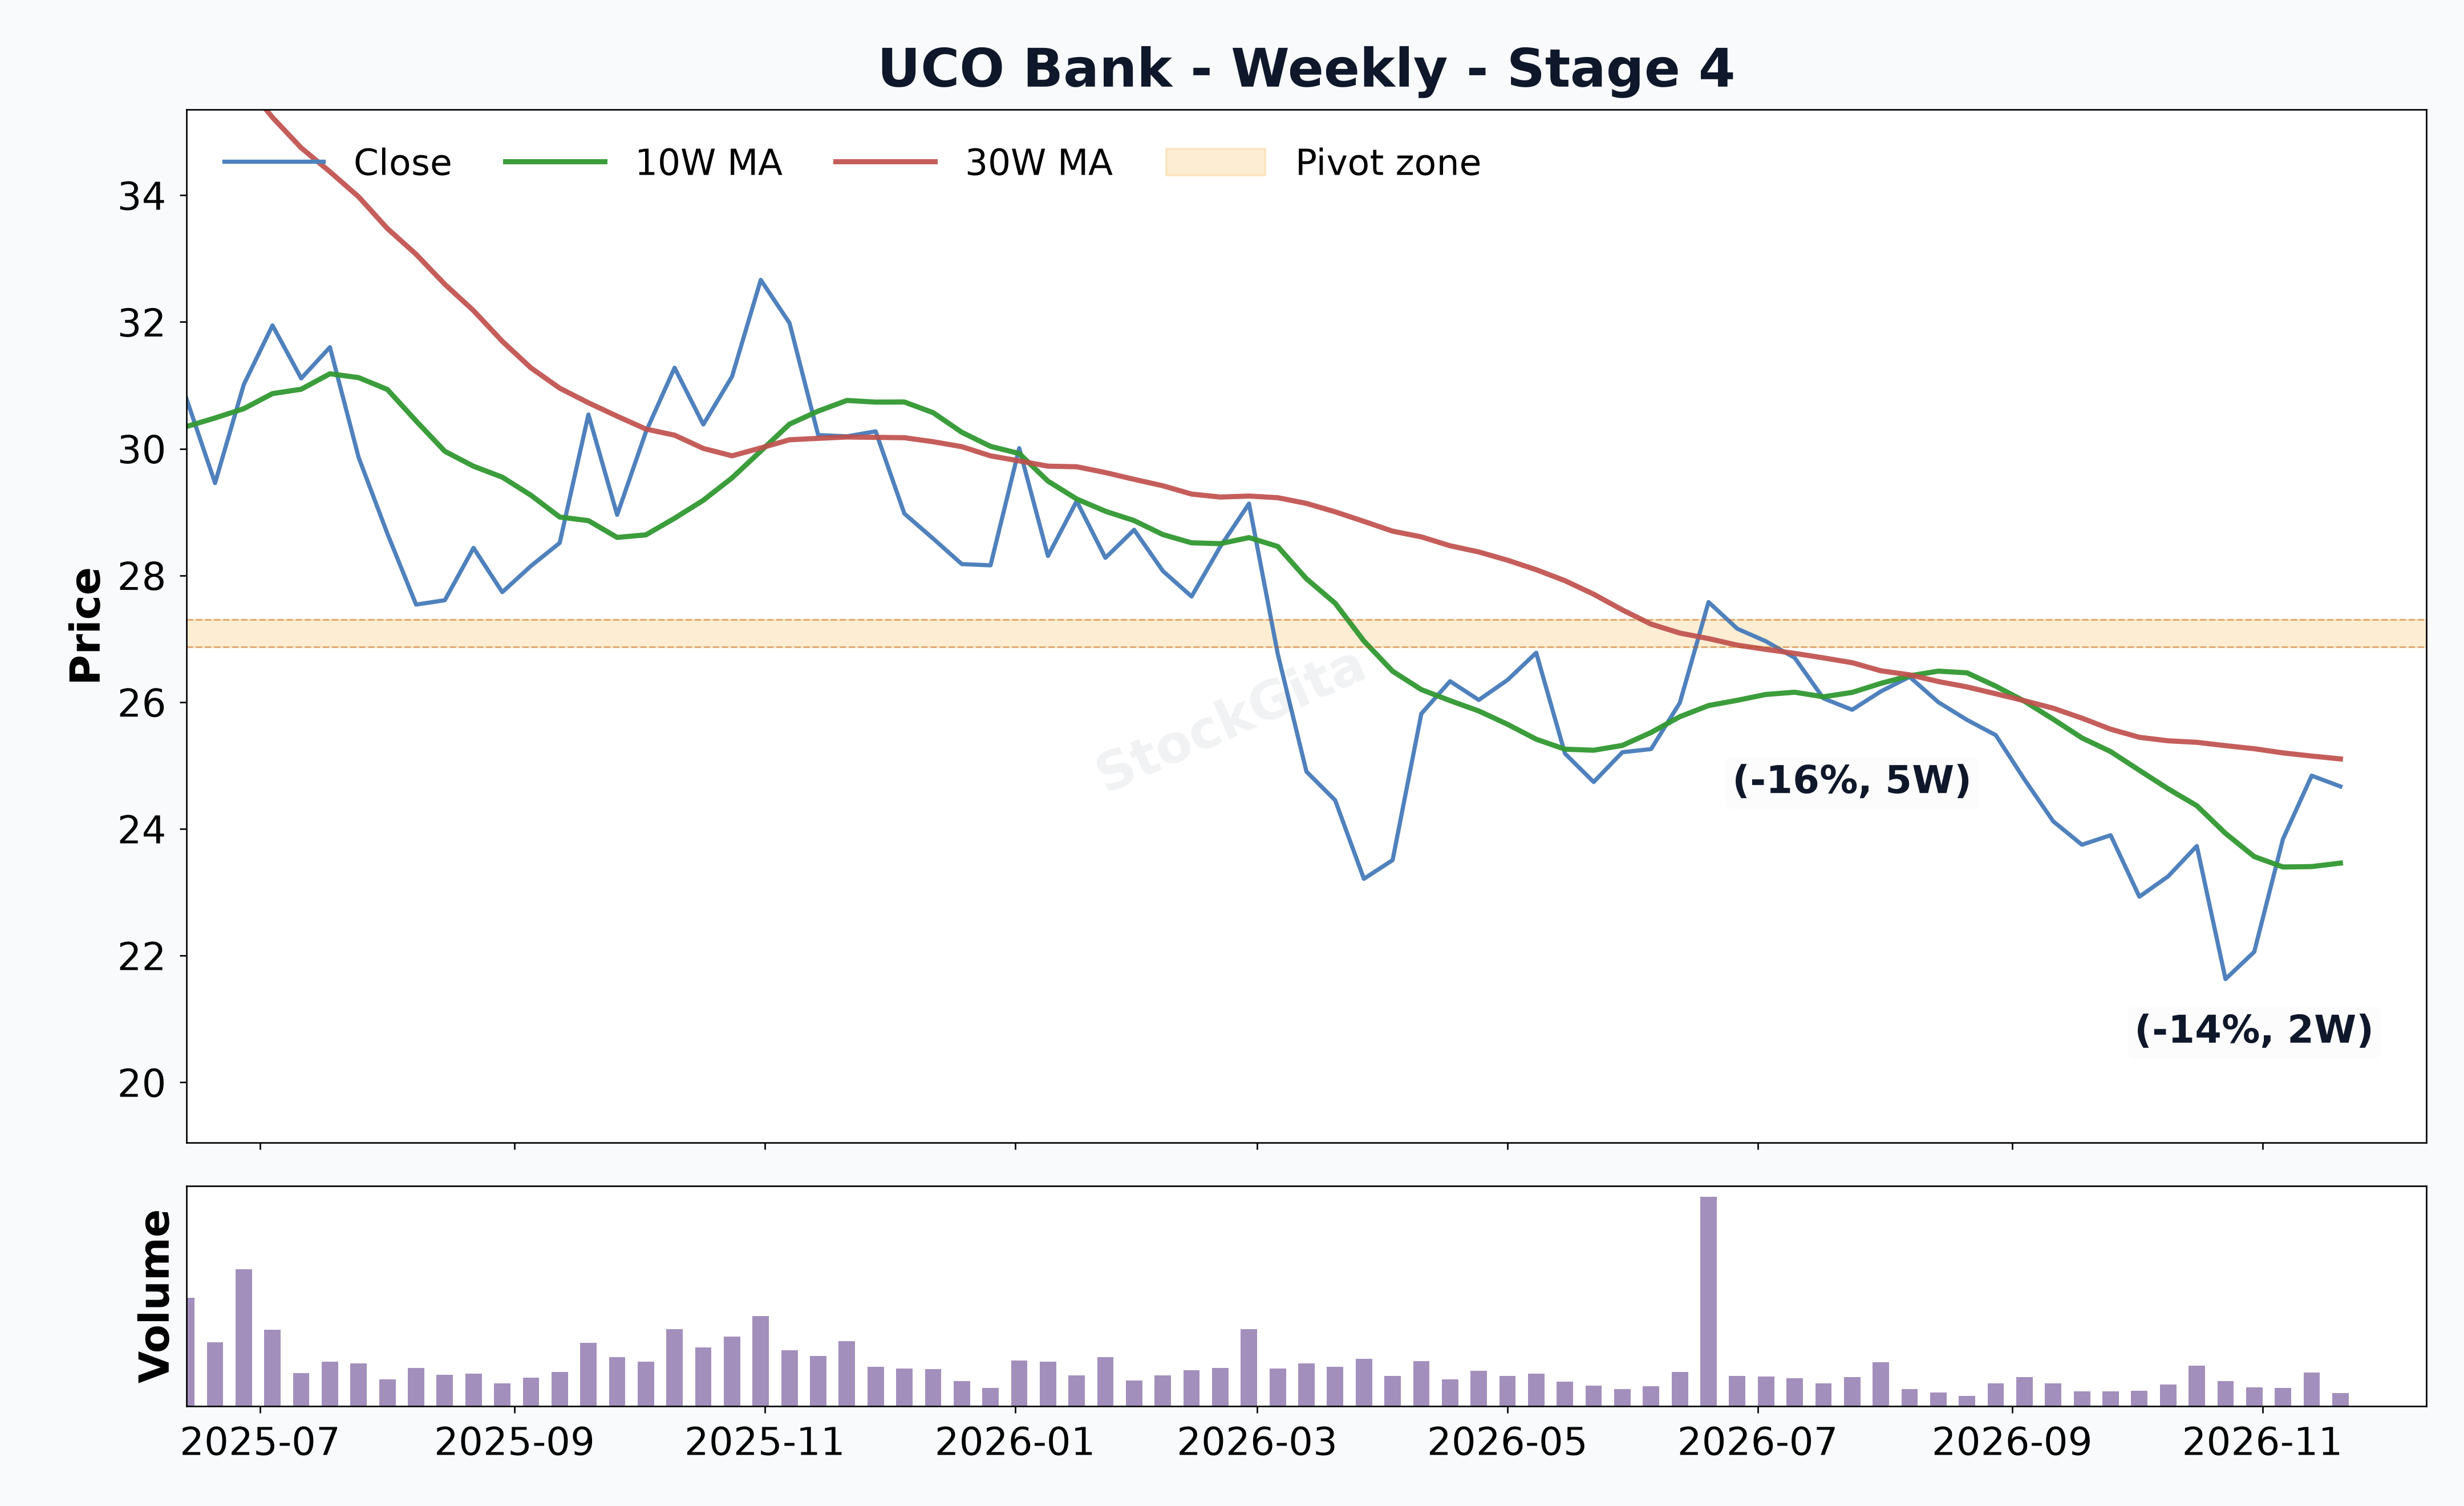 UCO Bank - Weekly - Stage 4
Close
10W MA
30W MA
Pivot zone
Price
34
32
30
28
26
24
22
20
StockGita
(-16%, 5W)
(-14%, 2W)
Volume
2025-07
2025-09
2025-11
2026-01
2026-03
2026-05
2026-07
2026-09
2026-11